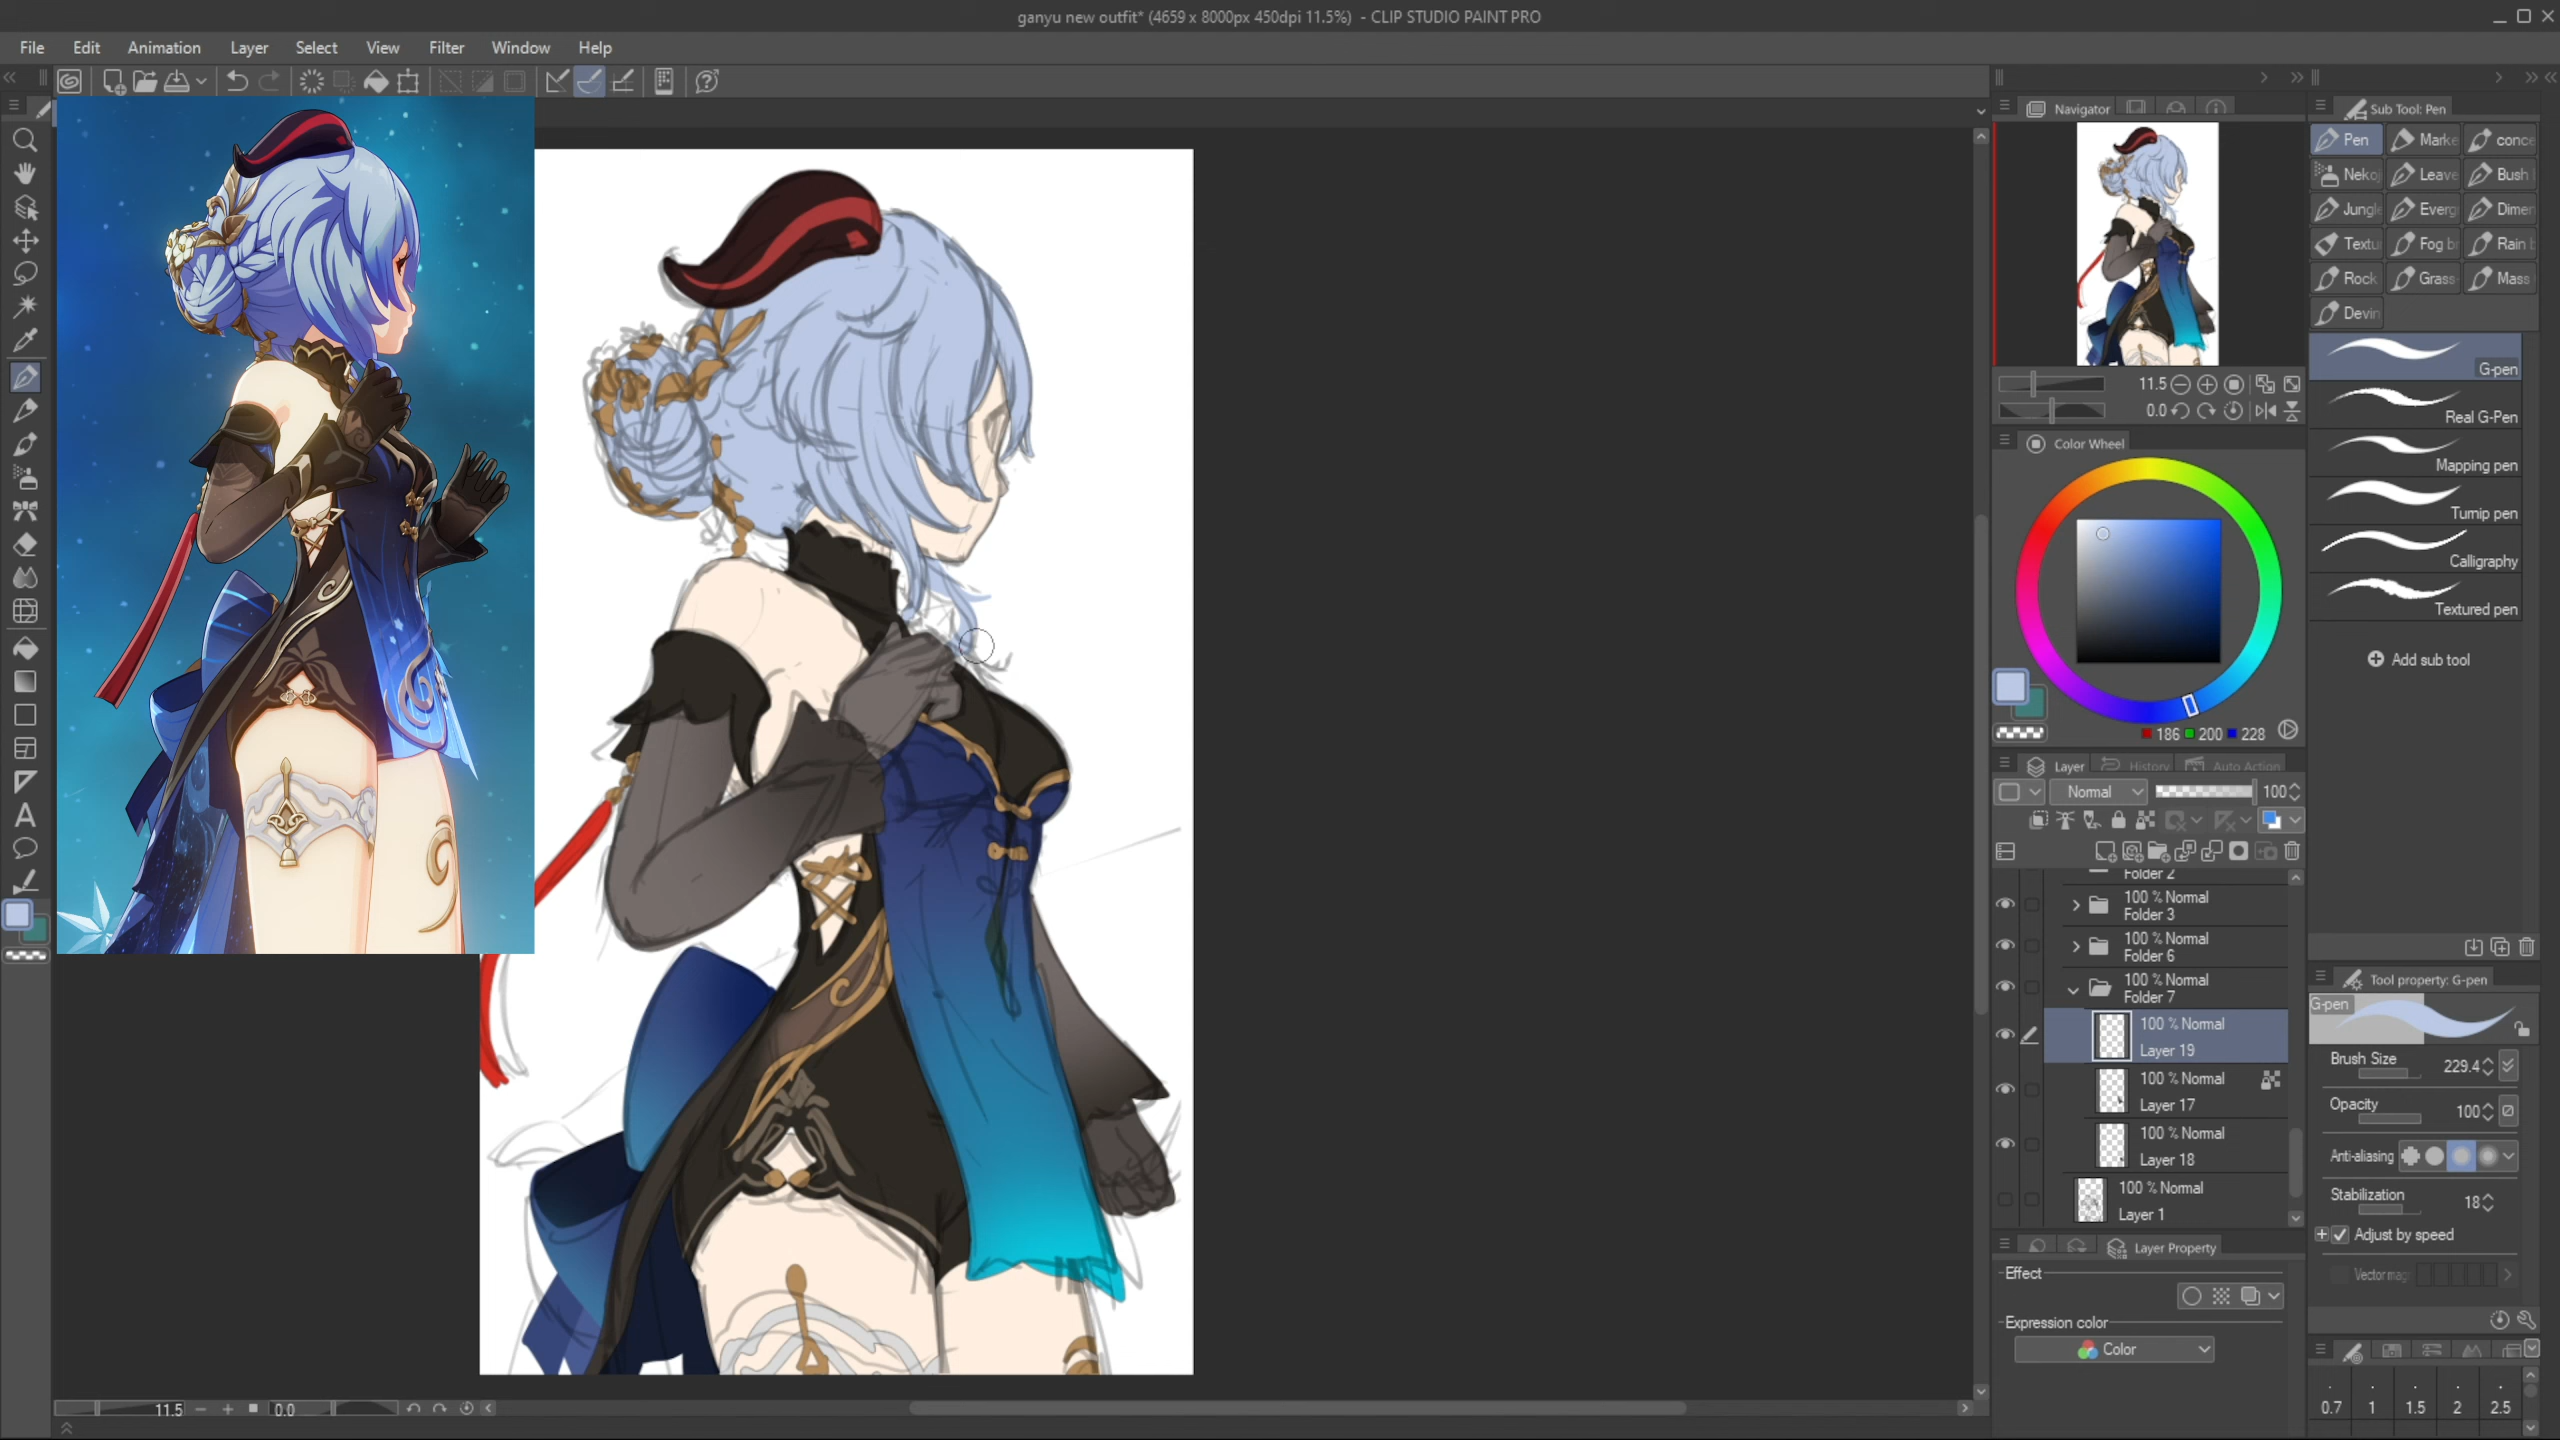 ganyu new outfit* (4659 x 8000px 450dpi 11.5%)  - CLIP STUDIO PAINT PRO
File Edit Animation Layer Select View Filter Window Help
Navigator
Sub Tool: Pen
Pen Marke conce
Neko Leave Bush
Jungle Everg Dimen
Textu Fog b Rain b
Rock Grass Mass
Devin
G-pen
Real G-Pen
Mapping pen
Turnip pen
Calligraphy
Textured pen
Add sub tool
11.5
0.0
Color Wheel
186 200 228
Layer History Auto Action
Normal 100
Folder 2
100 % Normal
Folder 3
100 % Normal
Folder 6
100 % Normal
Folder 7
100 % Normal
Layer 19
100 % Normal
Layer 17
100 % Normal
Layer 18
100 % Normal
Layer 1
Layer Property
Effect
Expression color
Color
Tool property: G-pen
G-pen
Brush Size 229.4
Opacity 100
Anti-aliasing
Stabilization 18
Adjust by speed
Vector mag
0.7 1 1.5 2 2.5
11.5 0.0